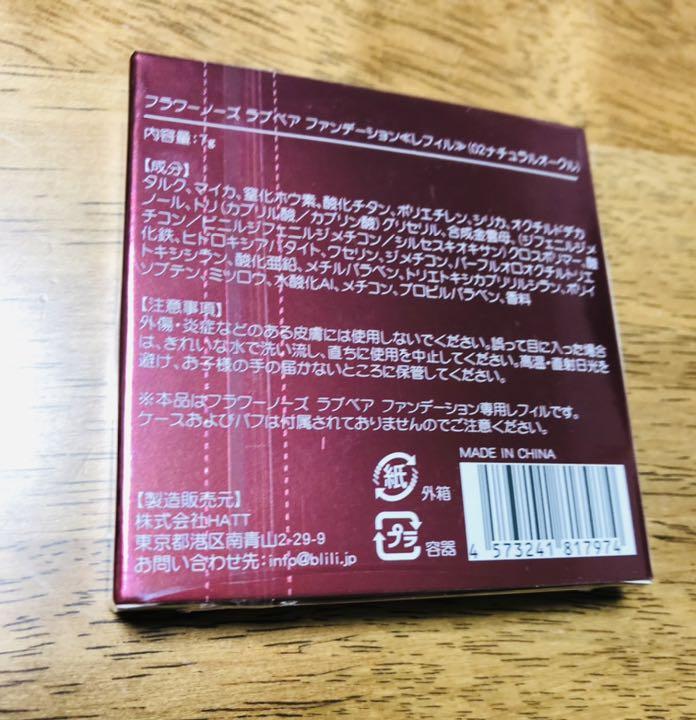 フラワーノーズ ラブベア ファンデーション≪レフィル≫(02ナチュラルオークル)
内容量:7g
【成分】
タルク、マイカ、窒化ホウ素、酸化チタン、ポリエチレン、シリカ、オクチルドデカ
ノール、トリ(カプリル酸/カプリン酸)グリセリル、合成金雲母、(ジフェニルジメ
チコン/ビニルジフェニルジメチコン/シルセスキオキサン)クロスポリマー、酸
化鉄、ヒドロキシアパタイト、ワセリン、ジメチコン、パーフルオロオクチルトリエ
トキシシラン、酸化亜鉛、メチルパラベン、トリエトキシカプリリルシラン、ポリイ
ソブテン、ミツロウ、水酸化Al、メチコン、プロピルパラベン、香料
【注意事項】
外傷・炎症などのある皮膚には使用しないでください。誤って目に入った場合
は、きれいな水で洗い流し、直ちに使用を中止してください。高温・直射日光を
避け、お子様の手の届かないところに保管してください。
※本品はフラワーノーズ ラブベア ファンデーション専用レフィルです。
ケースおよびパフは付属されておりませんのでご注意ください。
MADE IN CHINA
紙 外箱
プラ 容器
4 573241 817974
【製造販売元】
株式会社HATT
東京都港区南青山2-29-9
お問い合わせ先:info@blili.jp